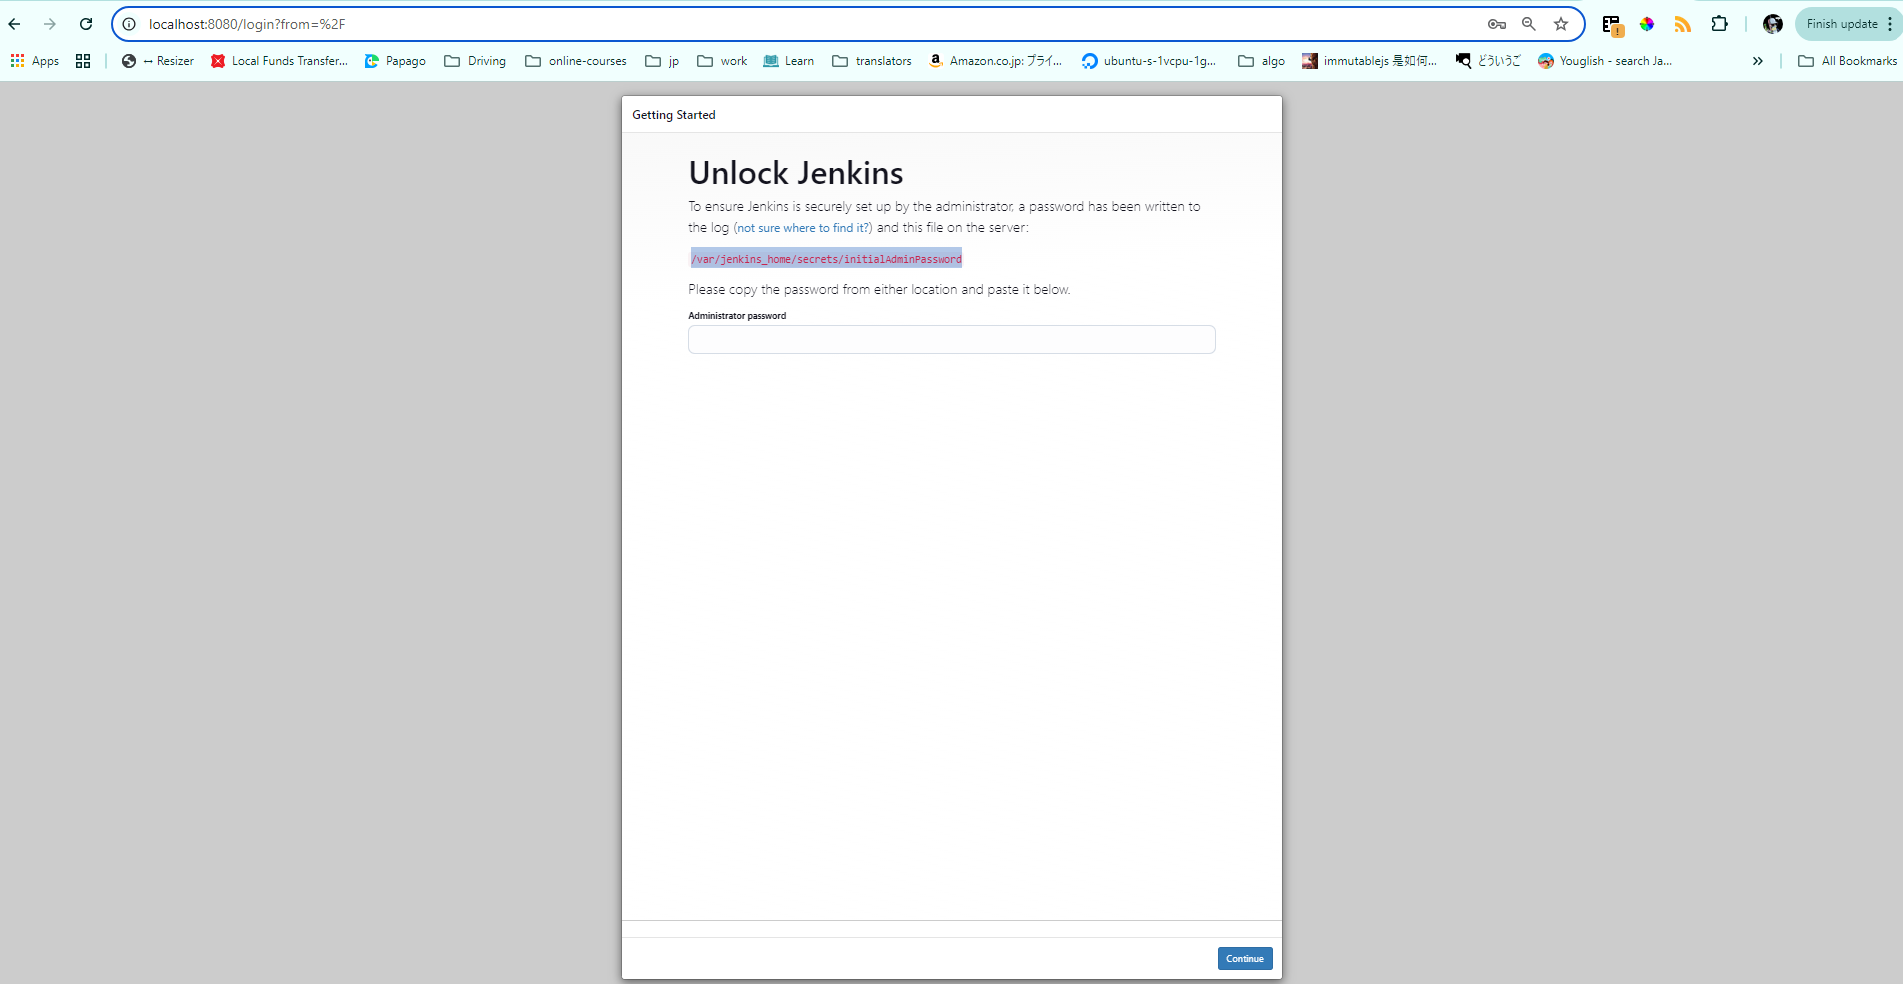 localhost:8080/login?from=%2F
Finish update
Apps
↔ Resizer
Local Funds Transfer...
Papago
Driving
online-courses
jp
work
Learn
translators
Amazon.co.jp: プライ...
ubuntu-s-1vcpu-1g...
algo
immutablejs 是如何...
どういうご
Youglish - search Ja...
»
All Bookmarks
Getting Started
Unlock Jenkins
To ensure Jenkins is securely set up by the administrator, a password has been written to
the log (not sure where to find it?) and this file on the server:
/var/jenkins_home/secrets/initialAdminPassword
Please copy the password from either location and paste it below.
Administrator password
Continue